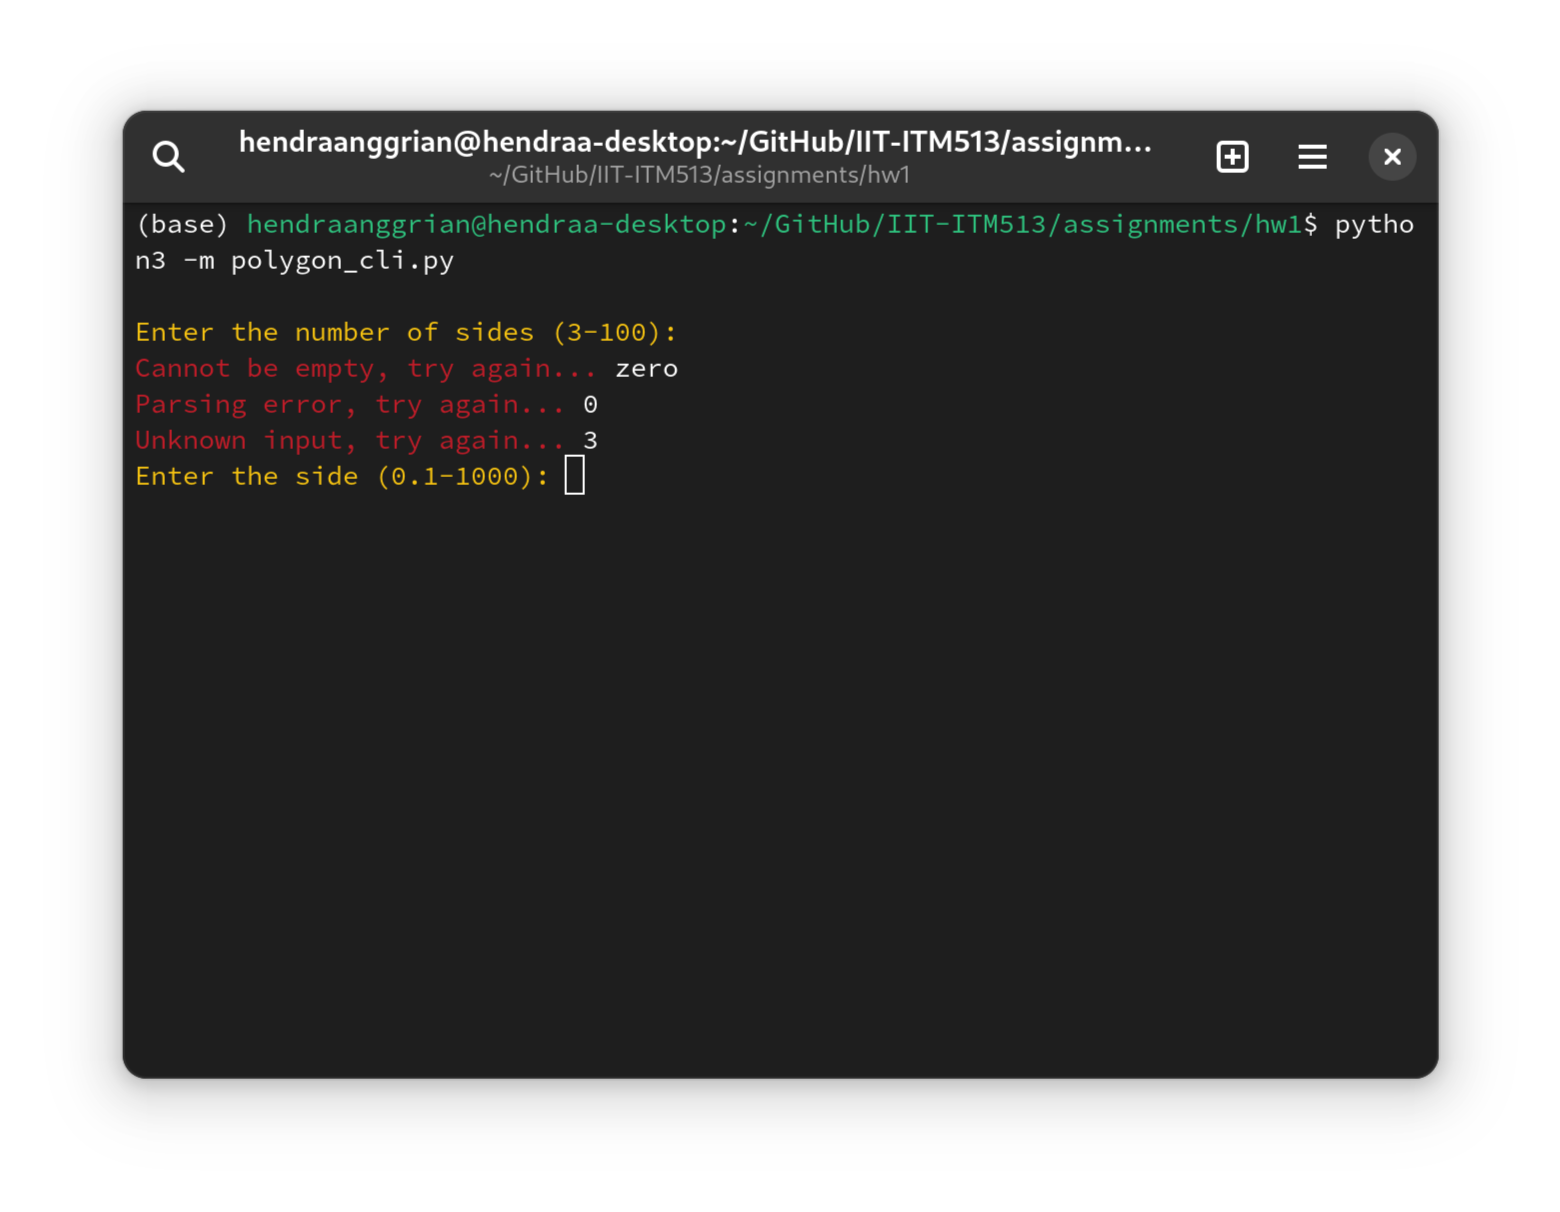 hendraanggrian@hendraa-desktop:~/GitHub/IIT-ITM513/assignm...
~/GitHub/IIT-ITM513/assignments/hw1
(base) hendraanggrian@hendraa-desktop:~/GitHub/IIT-ITM513/assignments/hw1$ pytho
n3 -m polygon_cli.py
Enter the number of sides (3-100):
Cannot be empty, try again... zero
Parsing error, try again... 0
Unknown input, try again... 3
Enter the side (0.1-1000):